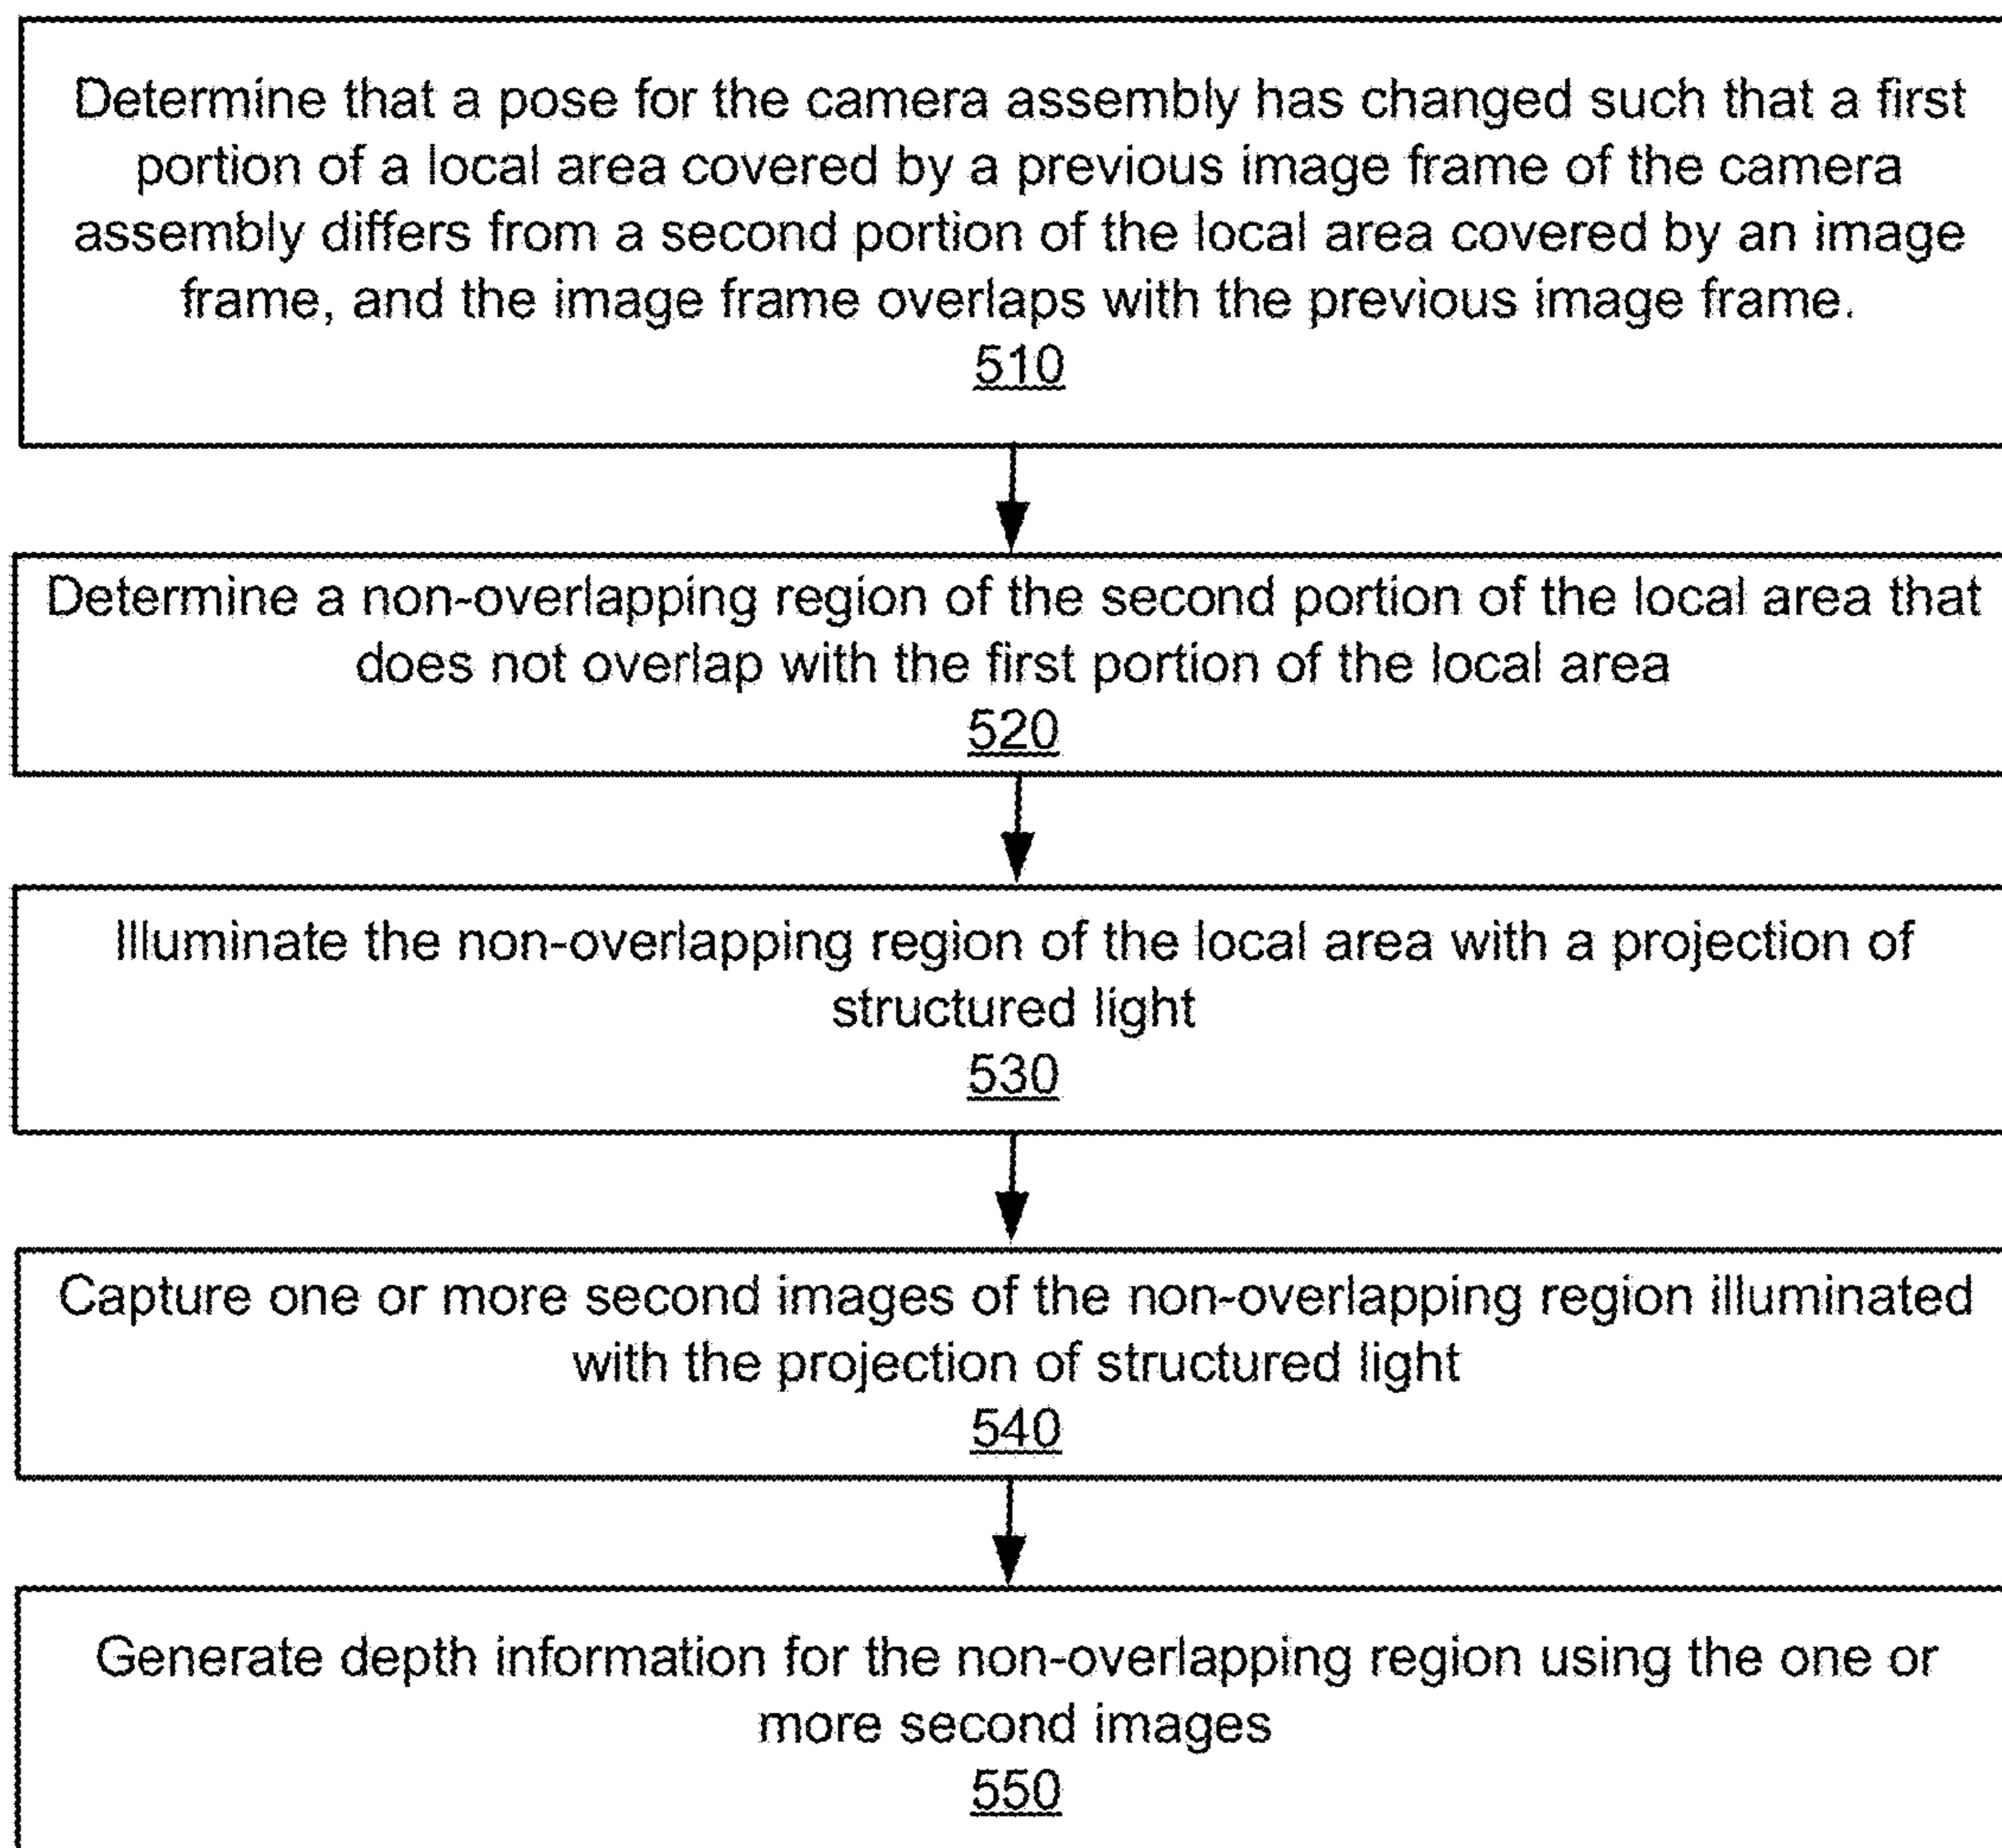 Determine that a pose for the camera assembly has changed such that a first
portion of a local area covered by a previous image frame of the camera
assembly differs from a second portion of the local area covered by an image
frame, and the image frame overlaps with the previous image frame.
510
Determine a non-overlapping region of the second portion of the local area that
does not overlap with the first portion of the local area
520
Illuminate the non-overlapping region of the local area with a projection of
structured light
530
Capture one or more second images of the non-overlapping region illuminated
with the projection of structured light
540
Generate depth information for the non-overlapping region using the one or
more second images
550